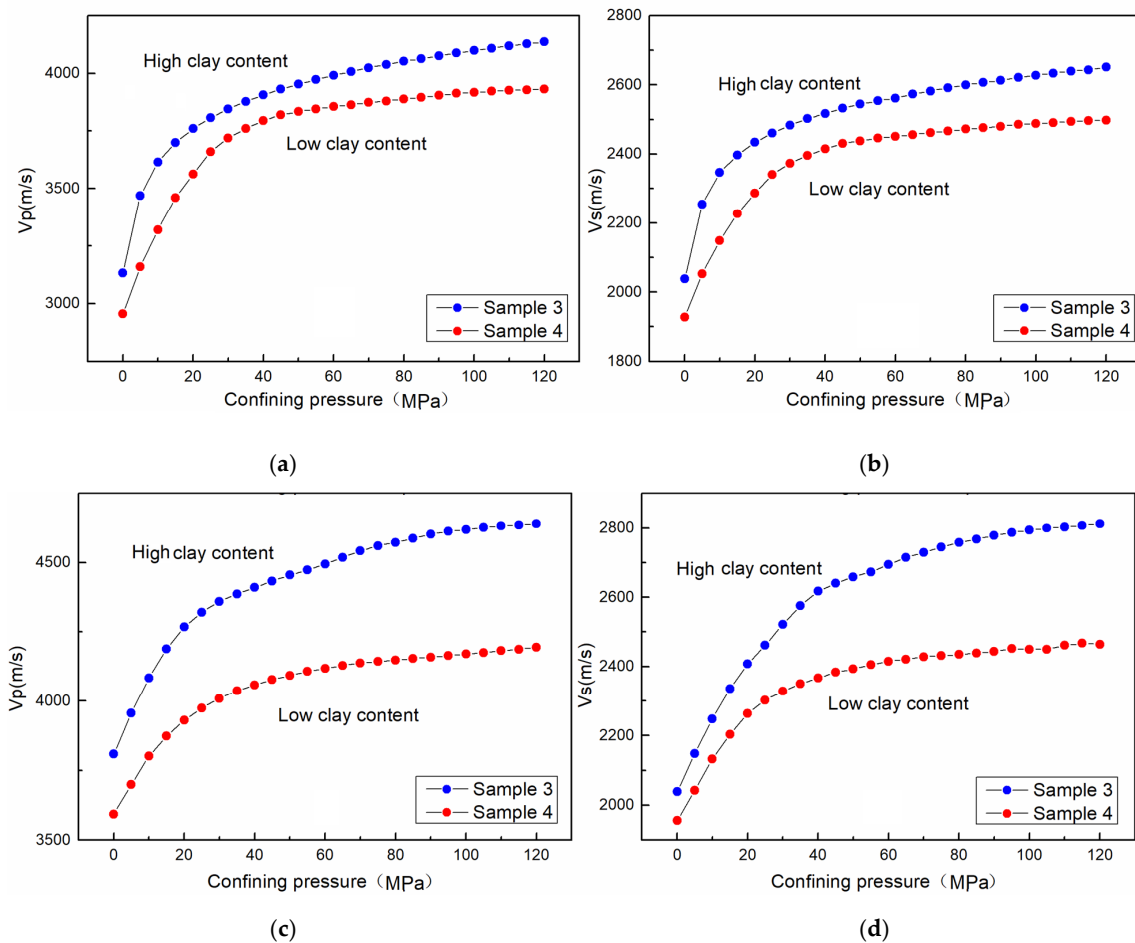 High clay content
Low clay content
Vp(m/s)
4000
3500
3000
Sample 3
Sample 4
0 20 40 60 80 100 120
Confining pressure（MPa）
(a)
2800
2600
2400
2200
2000
1800
Vs(m/s)
High clay content
Low clay content
Sample 3
Sample 4
0 20 40 60 80 100 120
Confining pressure（MPa）
(b)
4500
4000
3500
Vp(m/s)
High clay content
Low clay content
Sample 3
Sample 4
0 20 40 60 80 100 120
Confining pressure（MPa）
(c)
2800
2600
2400
2200
2000
Vs(m/s)
High clay content
Low clay content
Sample 3
Sample 4
0 20 40 60 80 100 120
Confining pressure（MPa）
(d)